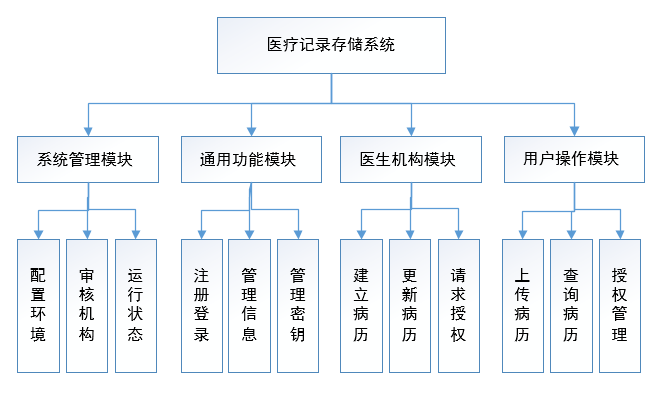 医疗记录存储系统
系统管理模块
通用功能模块
医生机构模块
用户操作模块
配置环境
审核机构
运行状态
注册登录
管理信息
管理密钥
建立病历
更新病历
请求授权
上传病历
查询病历
授权管理